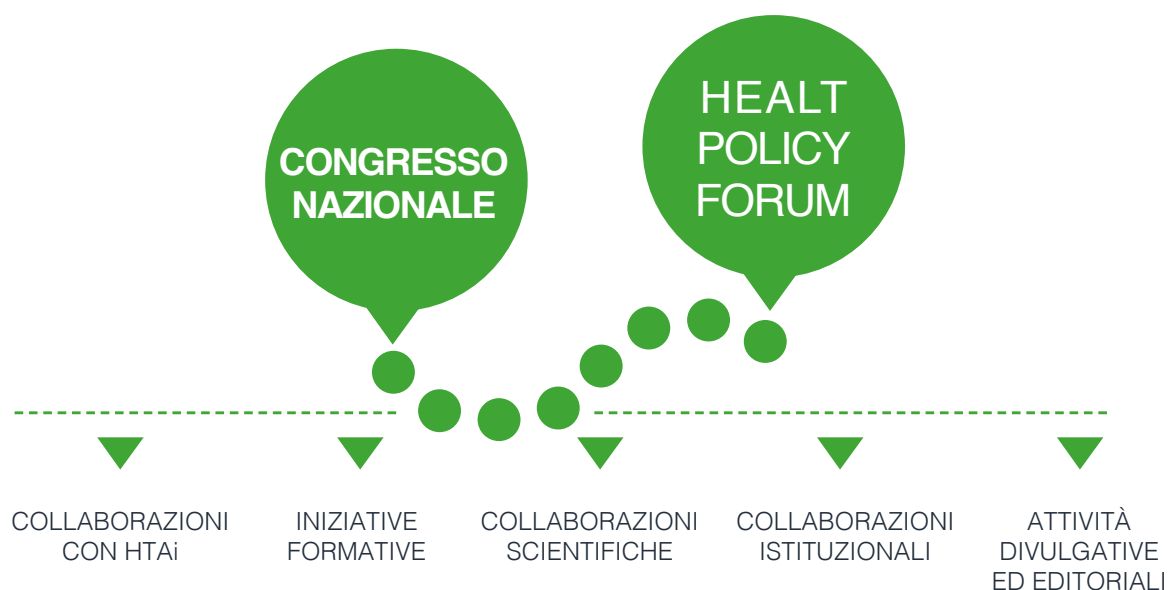 CONGRESSO
NAZIONALE
HEALT
POLICY
FORUM
COLLABORAZIONI
CON HTAi
INIZIATIVE
FORMATIVE
COLLABORAZIONI
SCIENTIFICHE
COLLABORAZIONI
ISTITUZIONALI
ATTIVITÀ
DIVULGATIVE
ED EDITORIALI